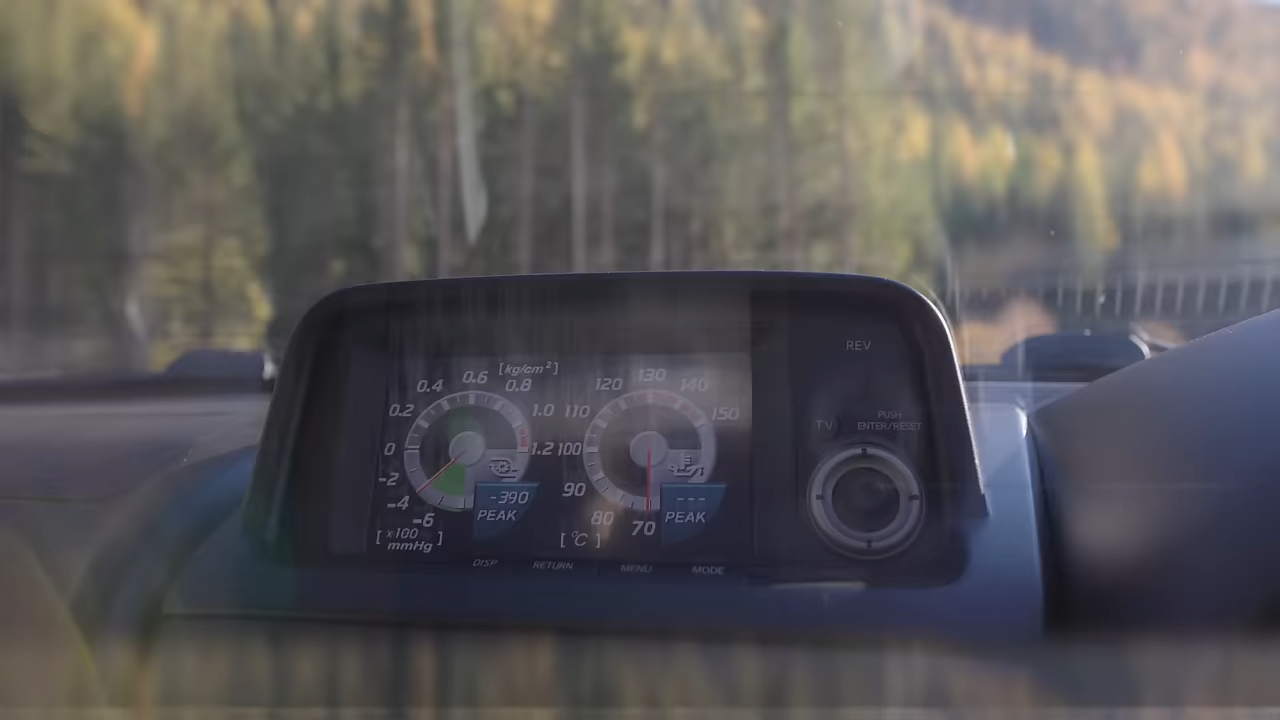 [kg/cm²]
0.4 0.6 0.8
0.2 1.0
0 1.2
-2
-4
-6
[x100
mmHg]
-390
PEAK
120 130 140
110 150
100
90
80
70
[°C]
---
PEAK
REV
TV
PUSH
ENTER/RESET
DISP RETURN MENU MODE